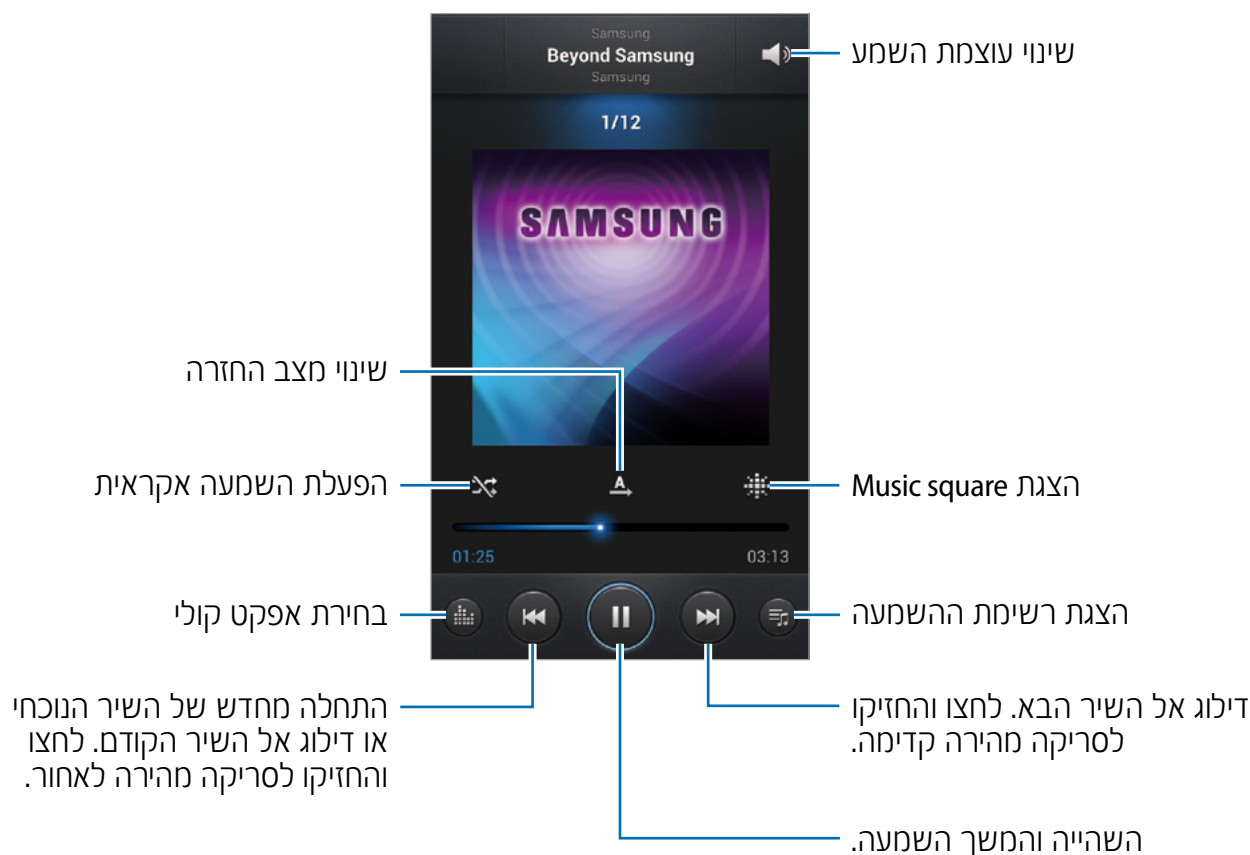 Samsung
Beyond Samsung
Samsung
שינוי עוצמת השמע
1/12
SAMSUNG
שינוי מצב החזרה
הפעלת השמעה אקראית
A
הצגת Music square
01:25
03:13
בחירת אפקט קולי
הצגת רשימת ההשמעה
התחלה מחדש של השיר הנוכחי
או דילוג אל השיר הקודם. לחצו
והחזיקו לסריקה מהירה לאחור.
דילוג אל השיר הבא. לחצו והחזיקו
לסריקה מהירה קדימה.
השהייה והמשך השמעה.